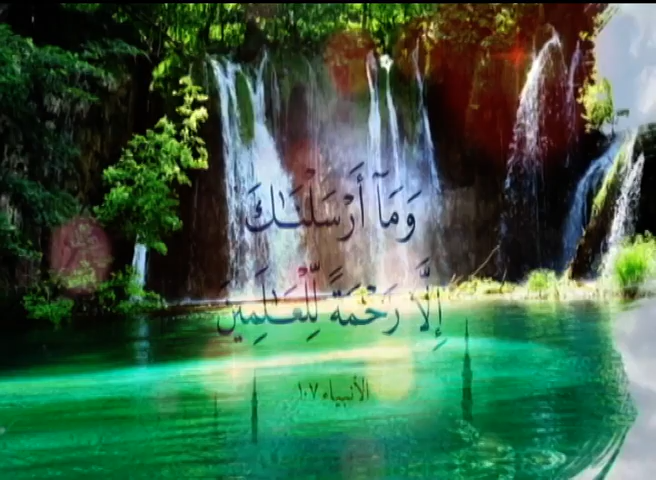 وَمَآ أَرْسَلْنَـٰكَ
إِلَّا رَحْمَةً لِّلْعَـٰلَمِينَ
الأنبياء ١٠٧